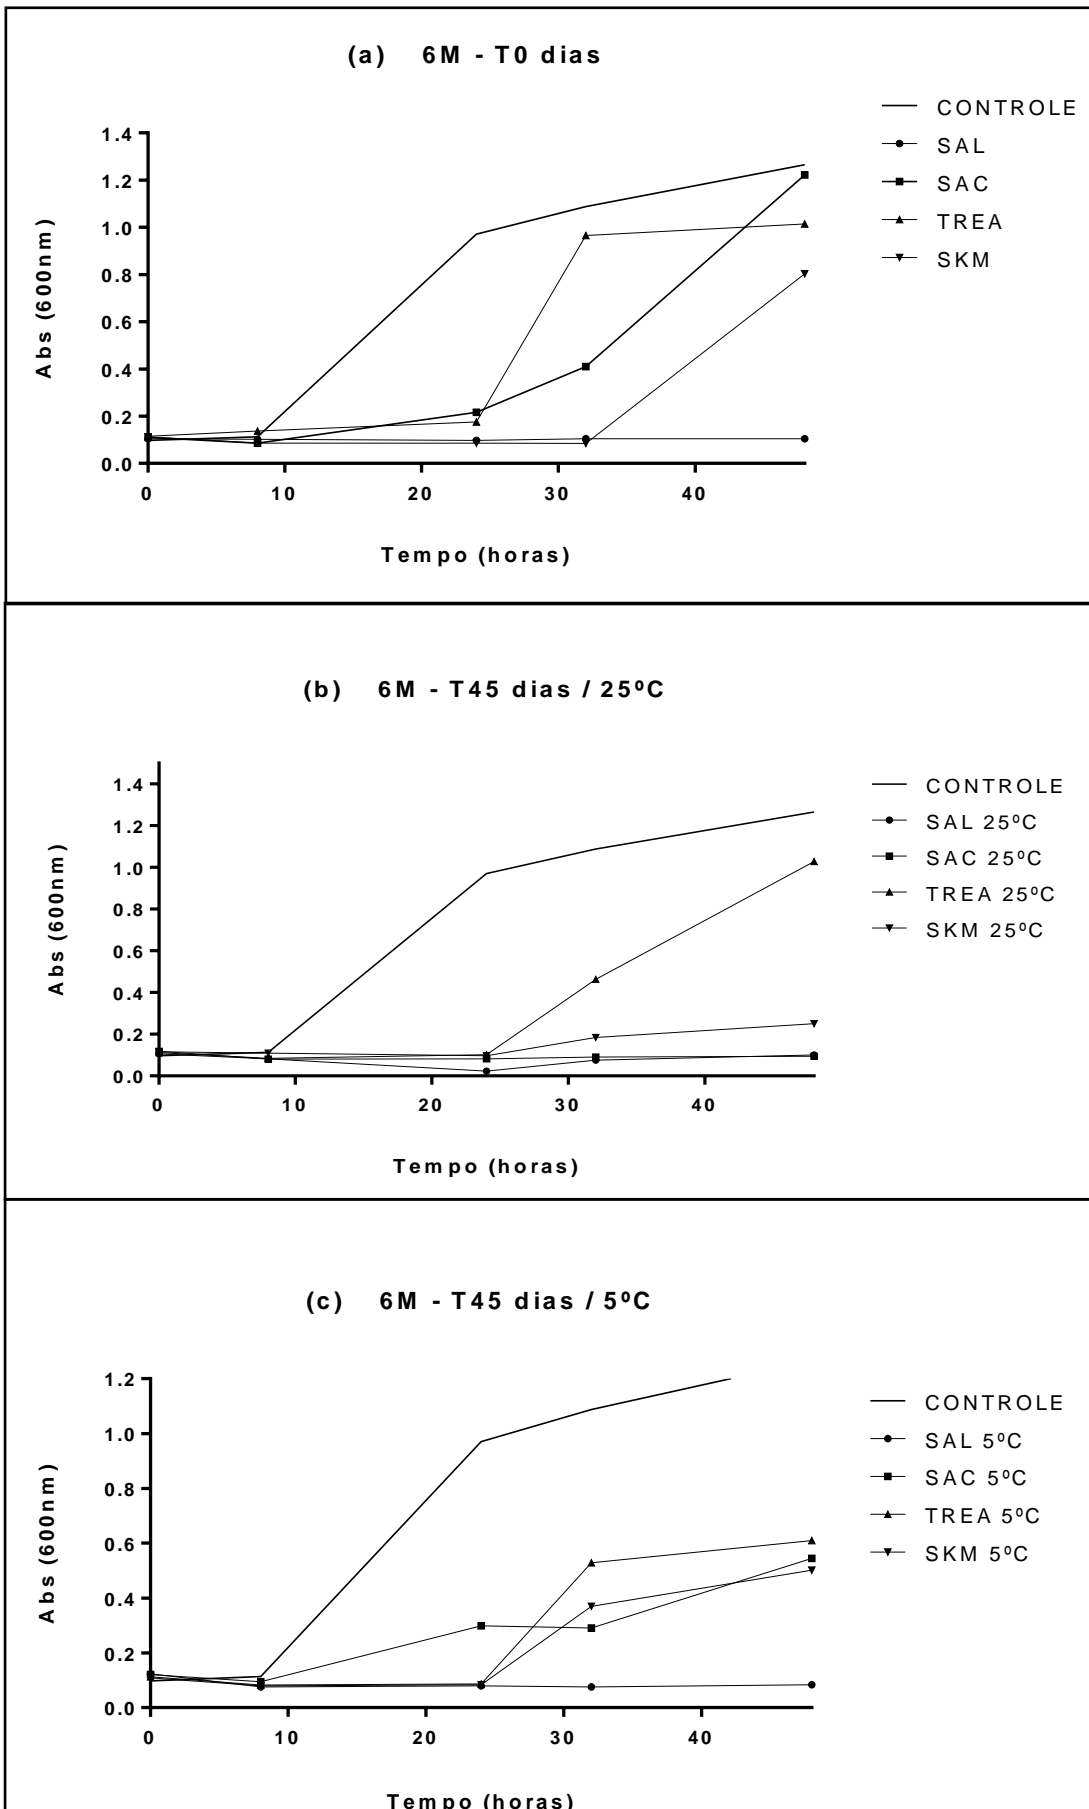 (a) 6M - T0 dias
CONTROLE
SAL
SAC
TREA
SKM
Abs (600nm)
1.4
1.2
1.0
0.8
0.6
0.4
0.2
0.0
0 10 20 30 40
Tempo (horas)
(b) 6M - T45 dias / 25ºC
CONTROLE
SAL 25ºC
SAC 25ºC
TREA 25ºC
SKM 25ºC
Abs (600nm)
1.4
1.2
1.0
0.8
0.6
0.4
0.2
0.0
0 10 20 30 40
Tempo (horas)
(c) 6M - T45 dias / 5ºC
CONTROLE
SAL 5ºC
SAC 5ºC
TREA 5ºC
SKM 5ºC
Abs (600nm)
1.2
1.0
0.8
0.6
0.4
0.2
0.0
0 10 20 30 40
Tempo (horas)